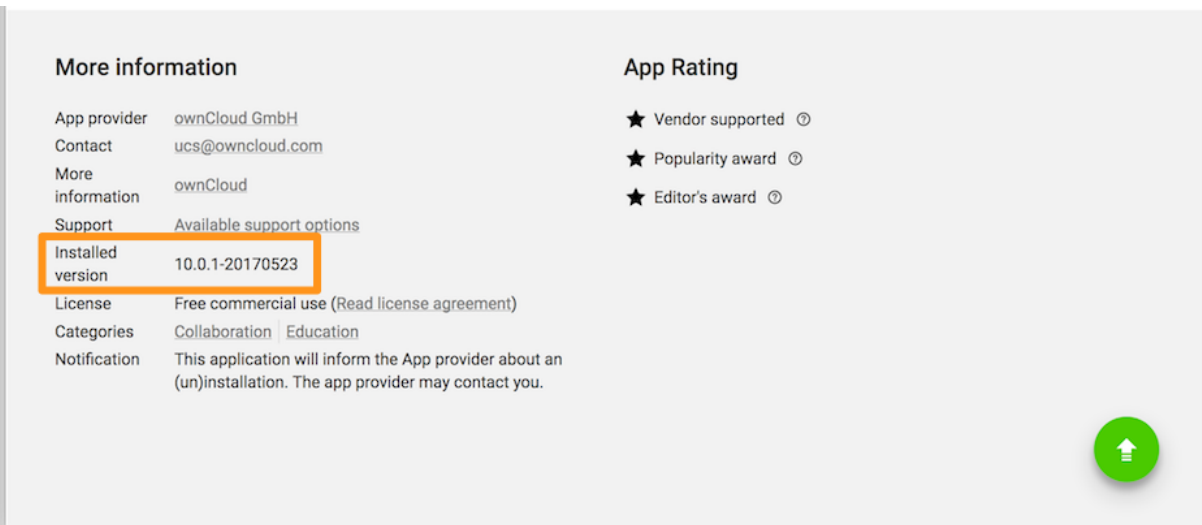 More information
App provider ownCloud GmbH
Contact ucs@owncloud.com
More
information ownCloud
Support Available support options
Installed
version 10.0.1-20170523
License Free commercial use (Read license agreement)
Categories Collaboration Education
Notification This application will inform the App provider about an
(un)installation. The app provider may contact you.
App Rating
Vendor supported
Popularity award
Editor's award